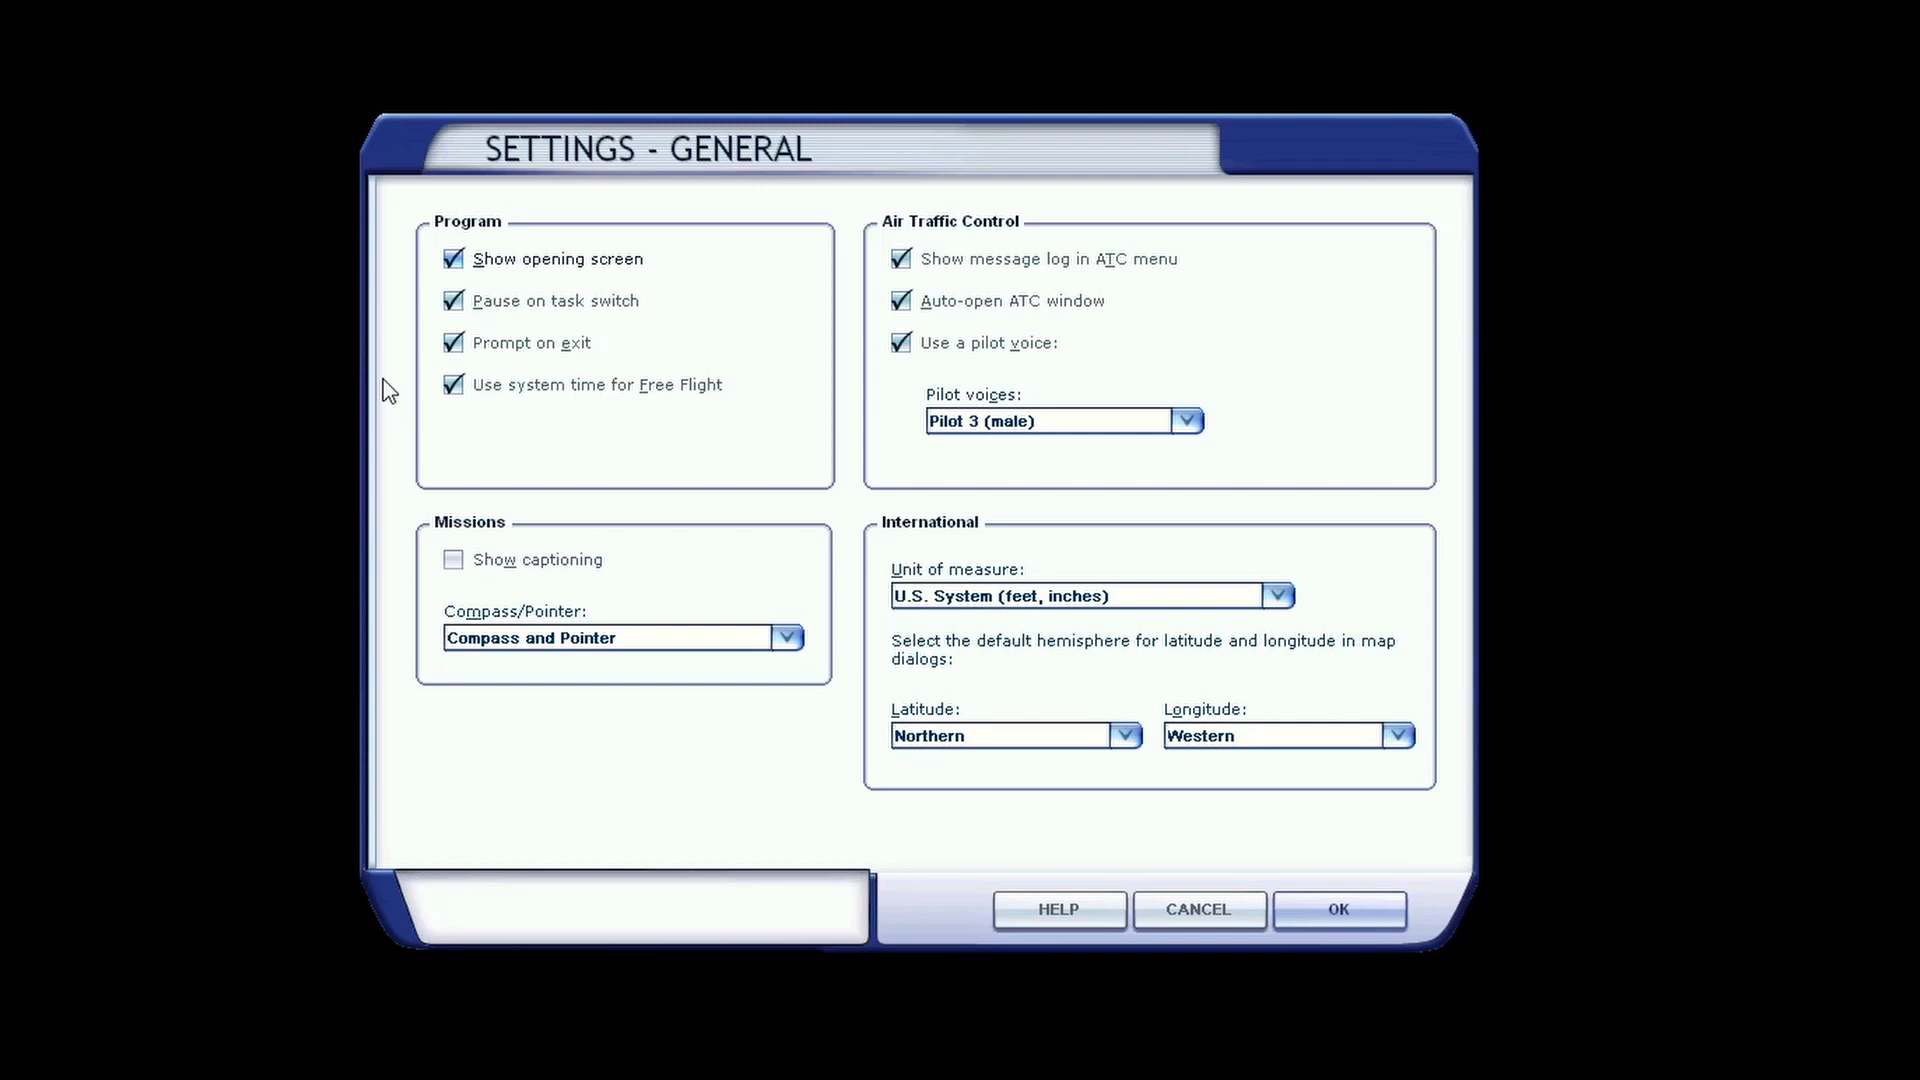 SETTINGS - GENERAL
Program
Show opening screen
Pause on task switch
Prompt on exit
Use system time for Free Flight
Air Traffic Control
Show message log in ATC menu
Auto-open ATC window
Use a pilot voice:
Pilot voices:
Pilot 3 (male)
Missions
Show captioning
Compass/Pointer:
Compass and Pointer
International
Unit of measure:
U.S. System (feet, inches)
Select the default hemisphere for latitude and longitude in map
dialogs:
Latitude: Longitude:
Northern Western
HELP CANCEL OK